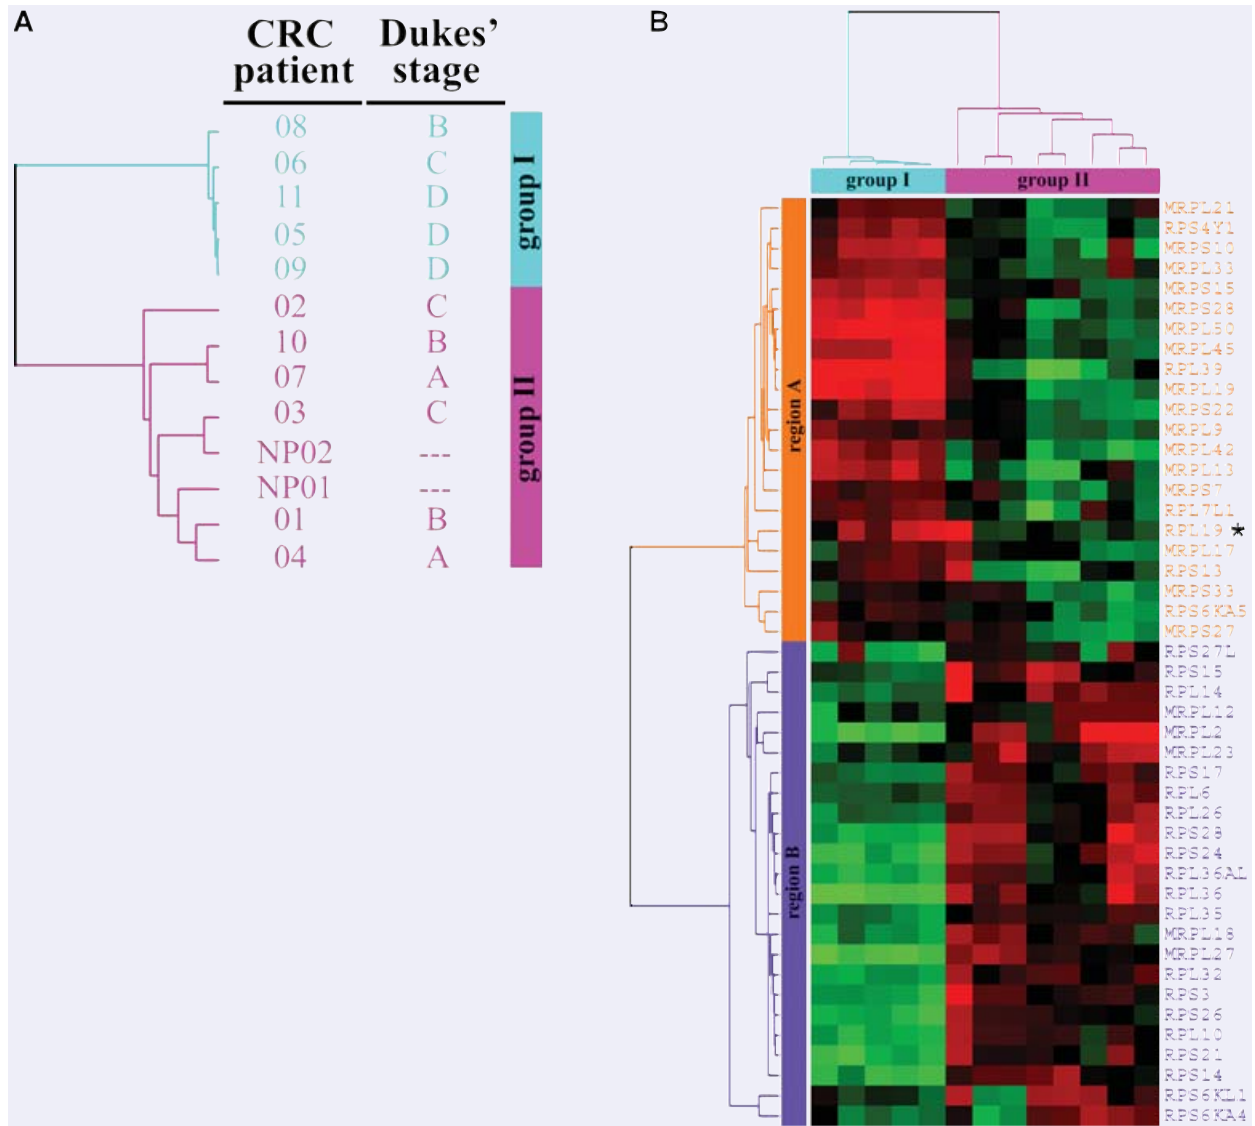 A
CRC patient
Dukes' stage
08 B
06 C
11 D
05 D
09 D
02 C
10 B
07 A
03 C
NP02 ---
NP01 ---
01 B
04 A
group I
group II
B
group I
group II
region A
region B
MRPL21
RPS4Y1
MRPS10
MRPL33
MRPS15
MRPS28
MRPL50
MRPL45
RPL39
MRPL19
MRPS22
MRPL9
MRPL42
MRPL13
MRPS7
RPL7L1
RPL19 *
MRPL17
RPS13
MRPS33
RPS6KA5
MRPS27
RPS27L
RPS15
RPL14
MRPL12
MRPL2
MRPL23
RPS17
RPL6
RPL26
RPS28
RPS24
RPL36AL
RPL36
RPL35
MRPL18
MRPL27
RPL32
RPS3
RPS26
RPL10
RPS21
RPS14
RPS6KL1
RPS6KA4